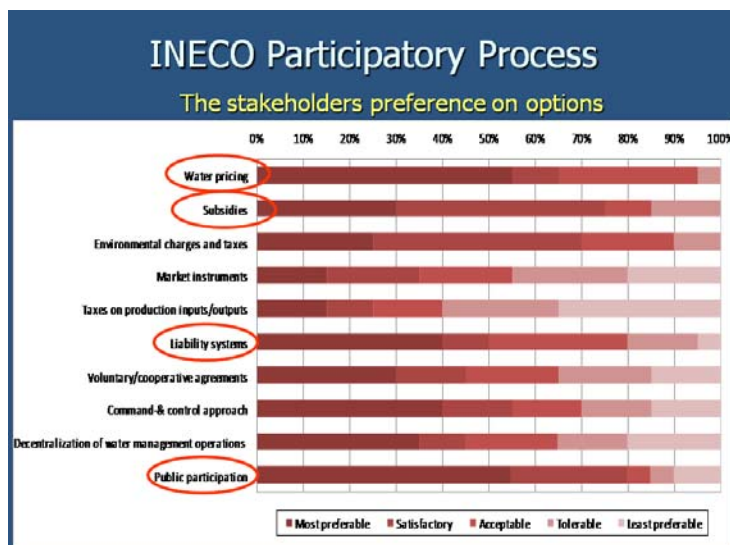 INECO Participatory Process
The stakeholders preference on options
0% 10% 20% 30% 40% 50% 60% 70% 80% 90% 100%
Water pricing
Subsidies
Environmental charges and taxes
Market instruments
Taxes on production inputs/outputs
Liability systems
Voluntary/cooperative agreements
Command-& control approach
Decentralization of water management operations
Public participation
Most preferable Satisfactory Acceptable Tolerable Least preferable